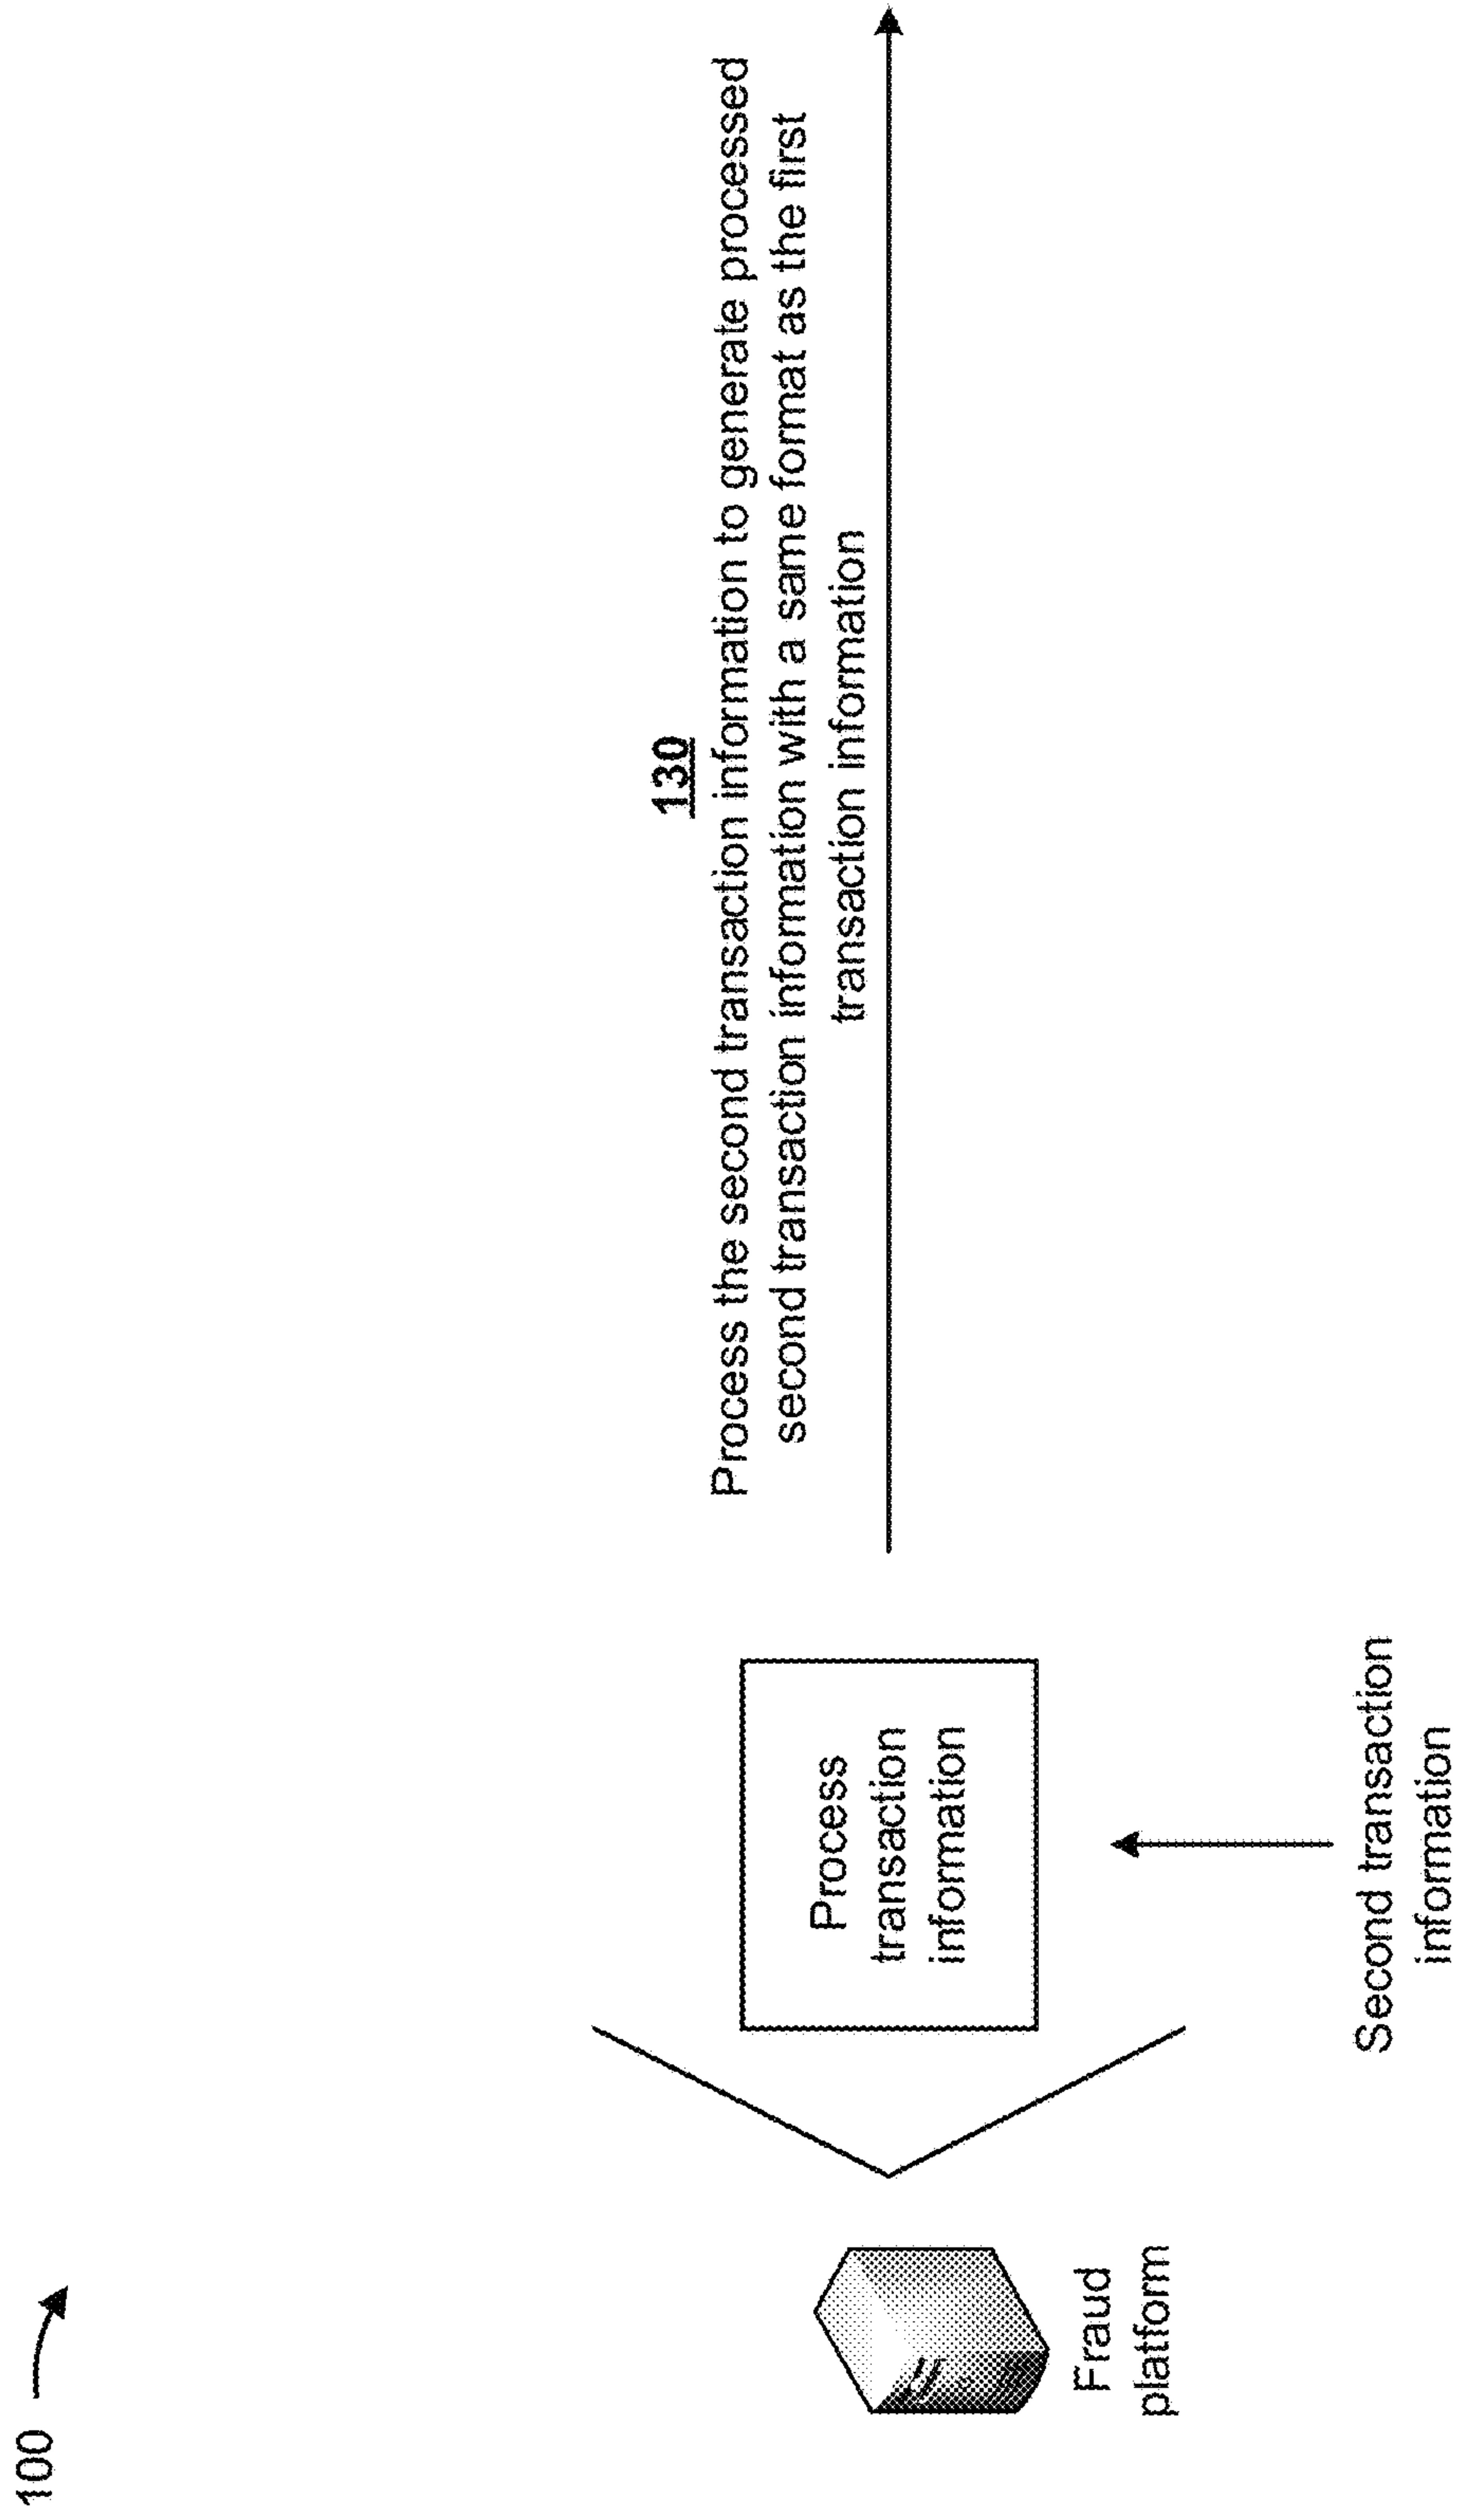 100
130
Process the second transaction information to generate processed
second transaction information with a same format as the first
transaction information
Process
transaction
information
Fraud
platform
Second transaction
information